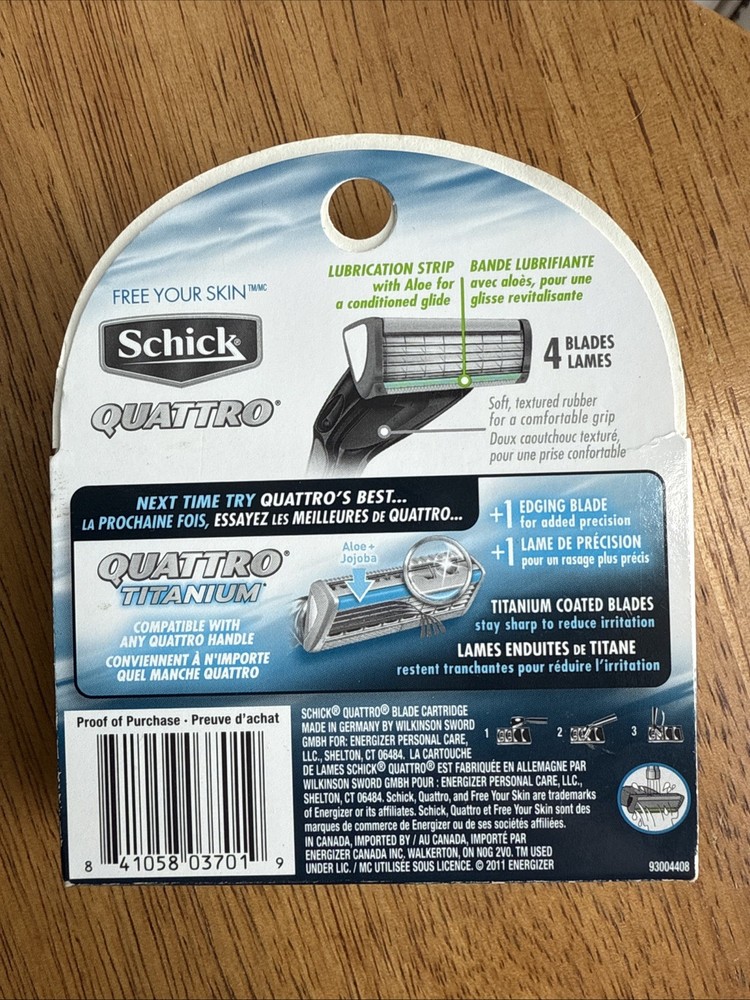 FREE YOUR SKIN™/MC
Schick®
QUATTRO®
LUBRICATION STRIP
with Aloe for
a conditioned glide
BANDE LUBRIFIANTE
avec aloès, pour une
glisse revitalisante
4 BLADES
LAMES
Soft, textured rubber
for a comfortable grip
Doux caoutchouc texturé,
pour une prise confortable
NEXT TIME TRY QUATTRO'S BEST...
LA PROCHAINE FOIS, ESSAYEZ LES MEILLEURES DE QUATTRO...
QUATTRO®
TITANIUM
COMPATIBLE WITH
ANY QUATTRO HANDLE
CONVIENNENT À N'IMPORTE
QUEL MANCHE QUATTRO
Aloe +
Jojoba
+1 EDGING BLADE
for added precision
+1 LAME DE PRÉCISION
pour un rasage plus précis
TITANIUM COATED BLADES
stay sharp to reduce irritation
LAMES ENDUITES DE TITANE
restent tranchantes pour réduire l'irritation
Proof of Purchase · Preuve d'achat
8 41058 03701 9
SCHICK® QUATTRO® BLADE CARTRIDGE
MADE IN GERMANY BY WILKINSON SWORD
GMBH FOR: ENERGIZER PERSONAL CARE,
LLC., SHELTON, CT 06484. LA CARTOUCHE
DE LAMES SCHICK® QUATTRO® EST FABRIQUÉE EN ALLEMAGNE PAR
WILKINSON SWORD GMBH POUR : ENERGIZER PERSONAL CARE, LLC.,
SHELTON, CT 06484. Schick, Quattro, and Free Your Skin are trademarks
of Energizer or its affiliates. Schick, Quattro et Free Your Skin sont des
marques de commerce de Energizer ou de ses sociétés affiliées.
IN CANADA, IMPORTED BY / AU CANADA, IMPORTÉ PAR
ENERGIZER CANADA INC. WALKERTON, ON N0G 2V0. TM USED
UNDER LIC. / MC UTILISÉE SOUS LICENCE. © 2011 ENERGIZER
1 2 3
93004408